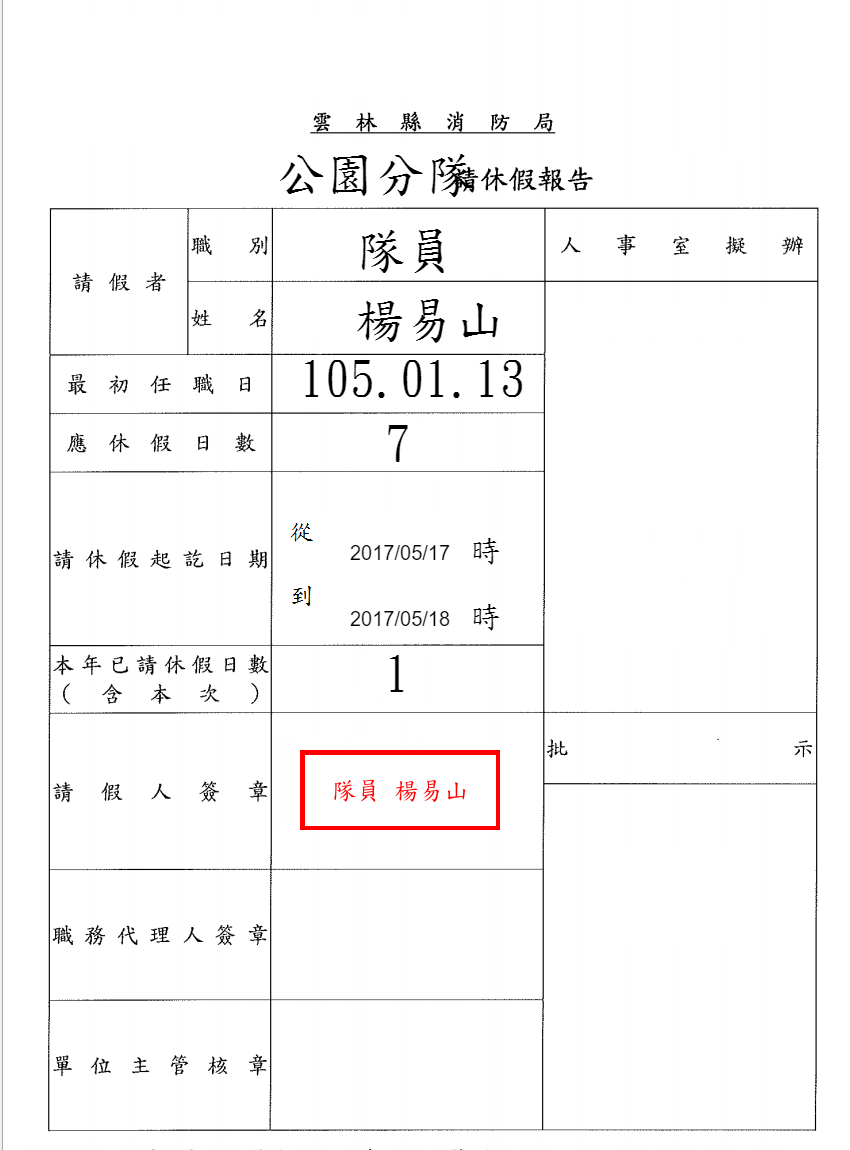 雲林縣消防局
公園分隊請休假報告
請假者
職別
隊員
人事室擬辦
姓名
楊易山
最初任職日
105.01.13
應休假日數
7
請休假起訖日期
從
2017/05/17 時
到
2017/05/18 時
本年已請休假日數
(含本次)
1
請假人簽章
隊員 楊易山
批示
職務代理人簽章
單位主管核章